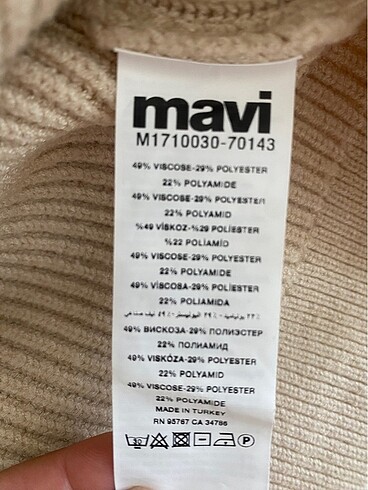 mavi
M1710030-70143
49% VISCOSE-29% POLYESTER
22% POLYAMIDE
49% VISCOSE-29% POLYESTER
22% POLYAMID
%49 VİSKOZ-%29 POLİESTER
%22 POLİAMİD
49% VISCOSE-29% POLYESTER
22% POLYAMIDE
49% VISCOSA-29% POLIESTER
22% POLIAMIDA
49% ВИСКОЗА-29% ПОЛИЭСТЕР
22% ПОЛИАМИД
49% VISKÓZA-29% POLYESTER
22% POLYAMID
49% VISCOSE-29% POLYESTER
22% POLYAMIDE
MADE IN TURKEY
RN 95767 CA 34786
30 P